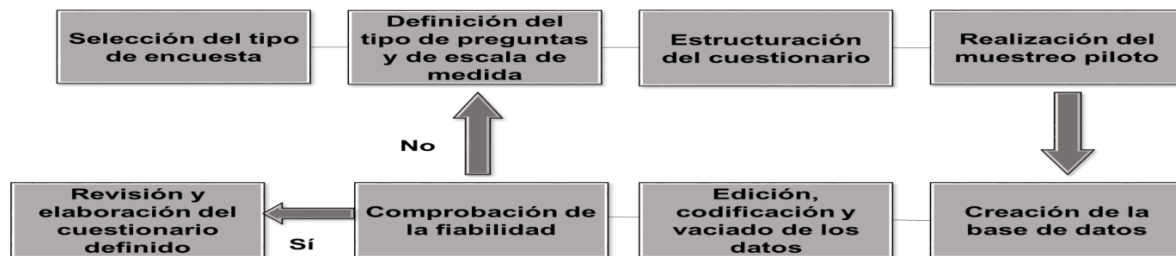 Selección del tipo
de encuesta
Definición del
tipo de preguntas
y de escala de
medida
Estructuración
del cuestionario
Realización del
muestreo piloto
No
Revisión y
elaboración del
cuestionario
definido
Sí
Comprobación de
la fiabilidad
Edición,
codificación y
vaciado de los
datos
Creación de la
base de datos